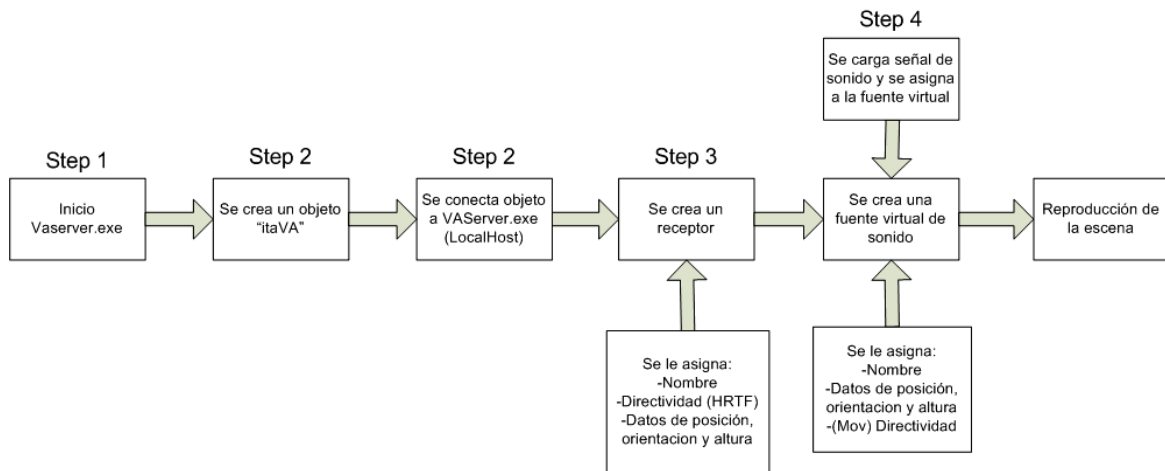 Step 4
Se carga señal de
sonido y se asigna
a la fuente virtual
Step 1
Inicio
Vaserver.exe
Step 2
Se crea un objeto
“itaVA”
Step 2
Se conecta objeto
a VAServer.exe
(LocalHost)
Step 3
Se crea un
receptor
Se crea una
fuente virtual de
sonido
Reproducción de
la escena
Se le asigna:
-Nombre
-Directividad (HRTF)
-Datos de posición,
orientacion y altura
Se le asigna:
-Nombre
-Datos de posición,
orientacion y altura
-(Mov) Directividad